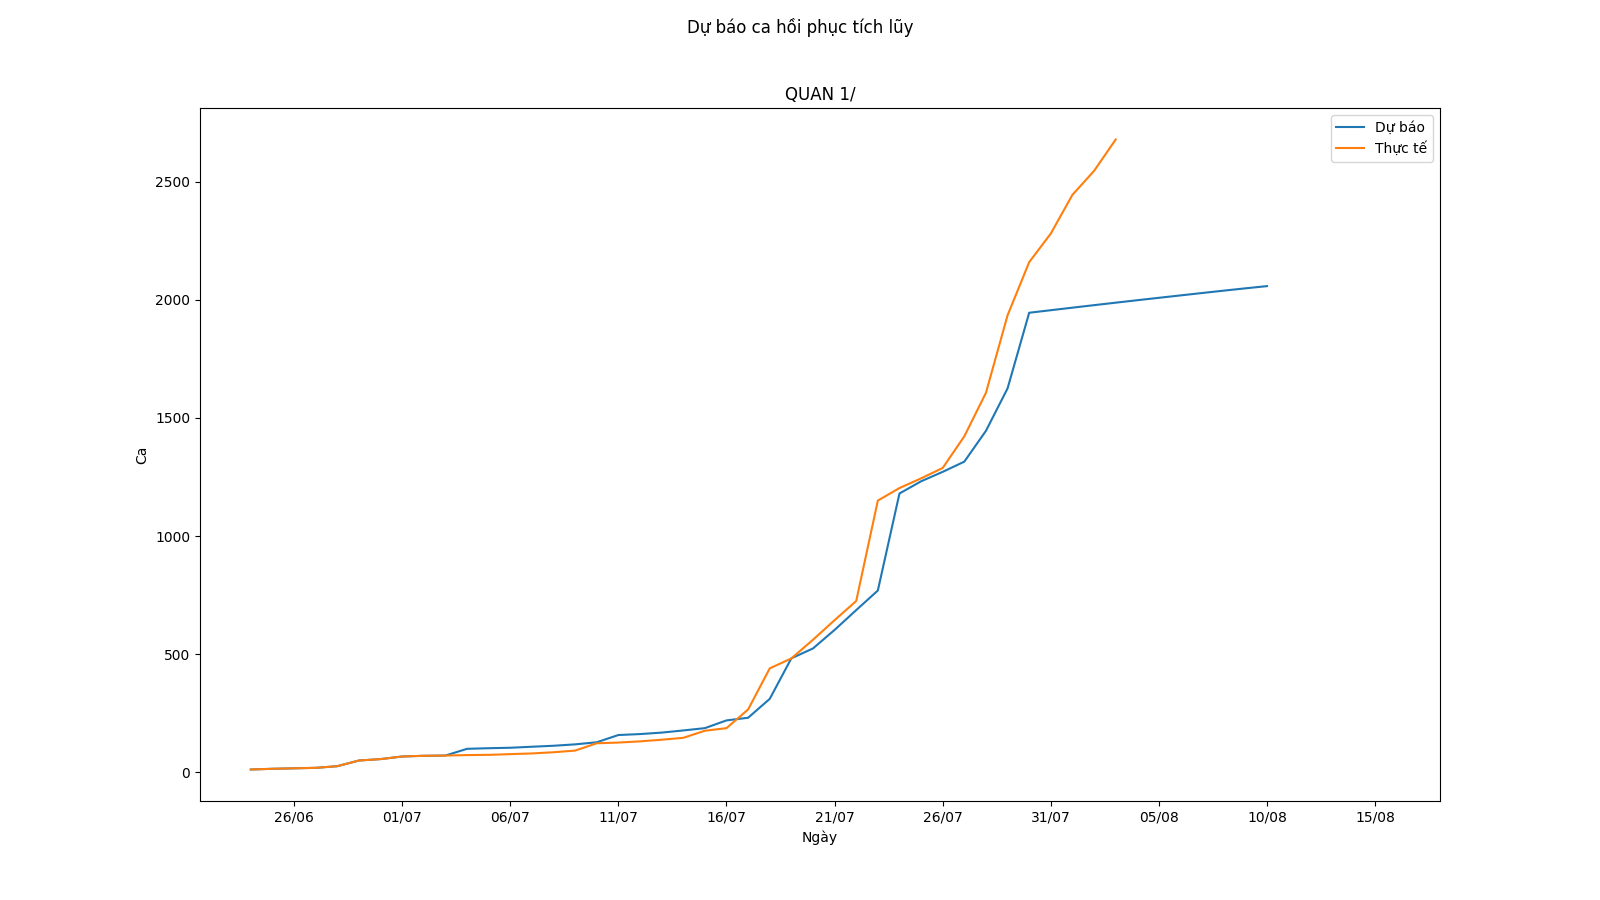 Dự báo ca hồi phục tích lũy
QUAN 1/
Dự báo
Thực tế
2500
2000
1500
1000
500
0
Ca
26/06 01/07 06/07 11/07 16/07 21/07 26/07 31/07 05/08 10/08 15/08
Ngày